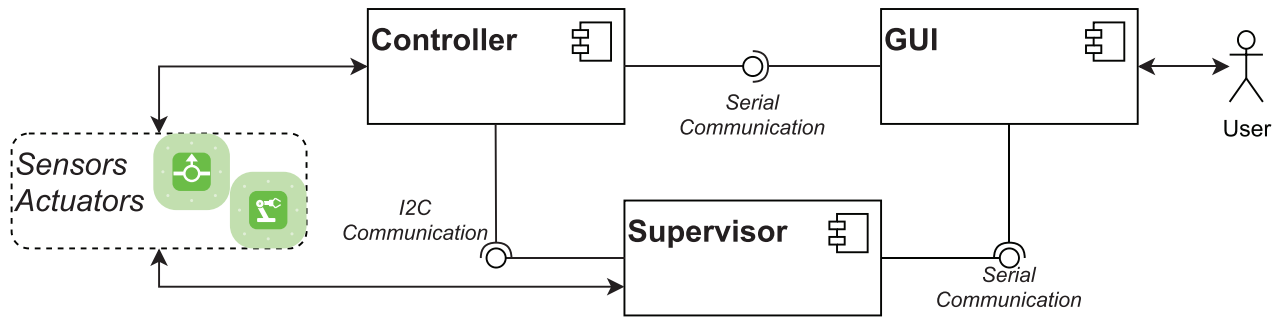 Controller
GUI
Serial
Communication
User
Sensors
Actuators
I2C
Communication
Supervisor
Serial
Communication